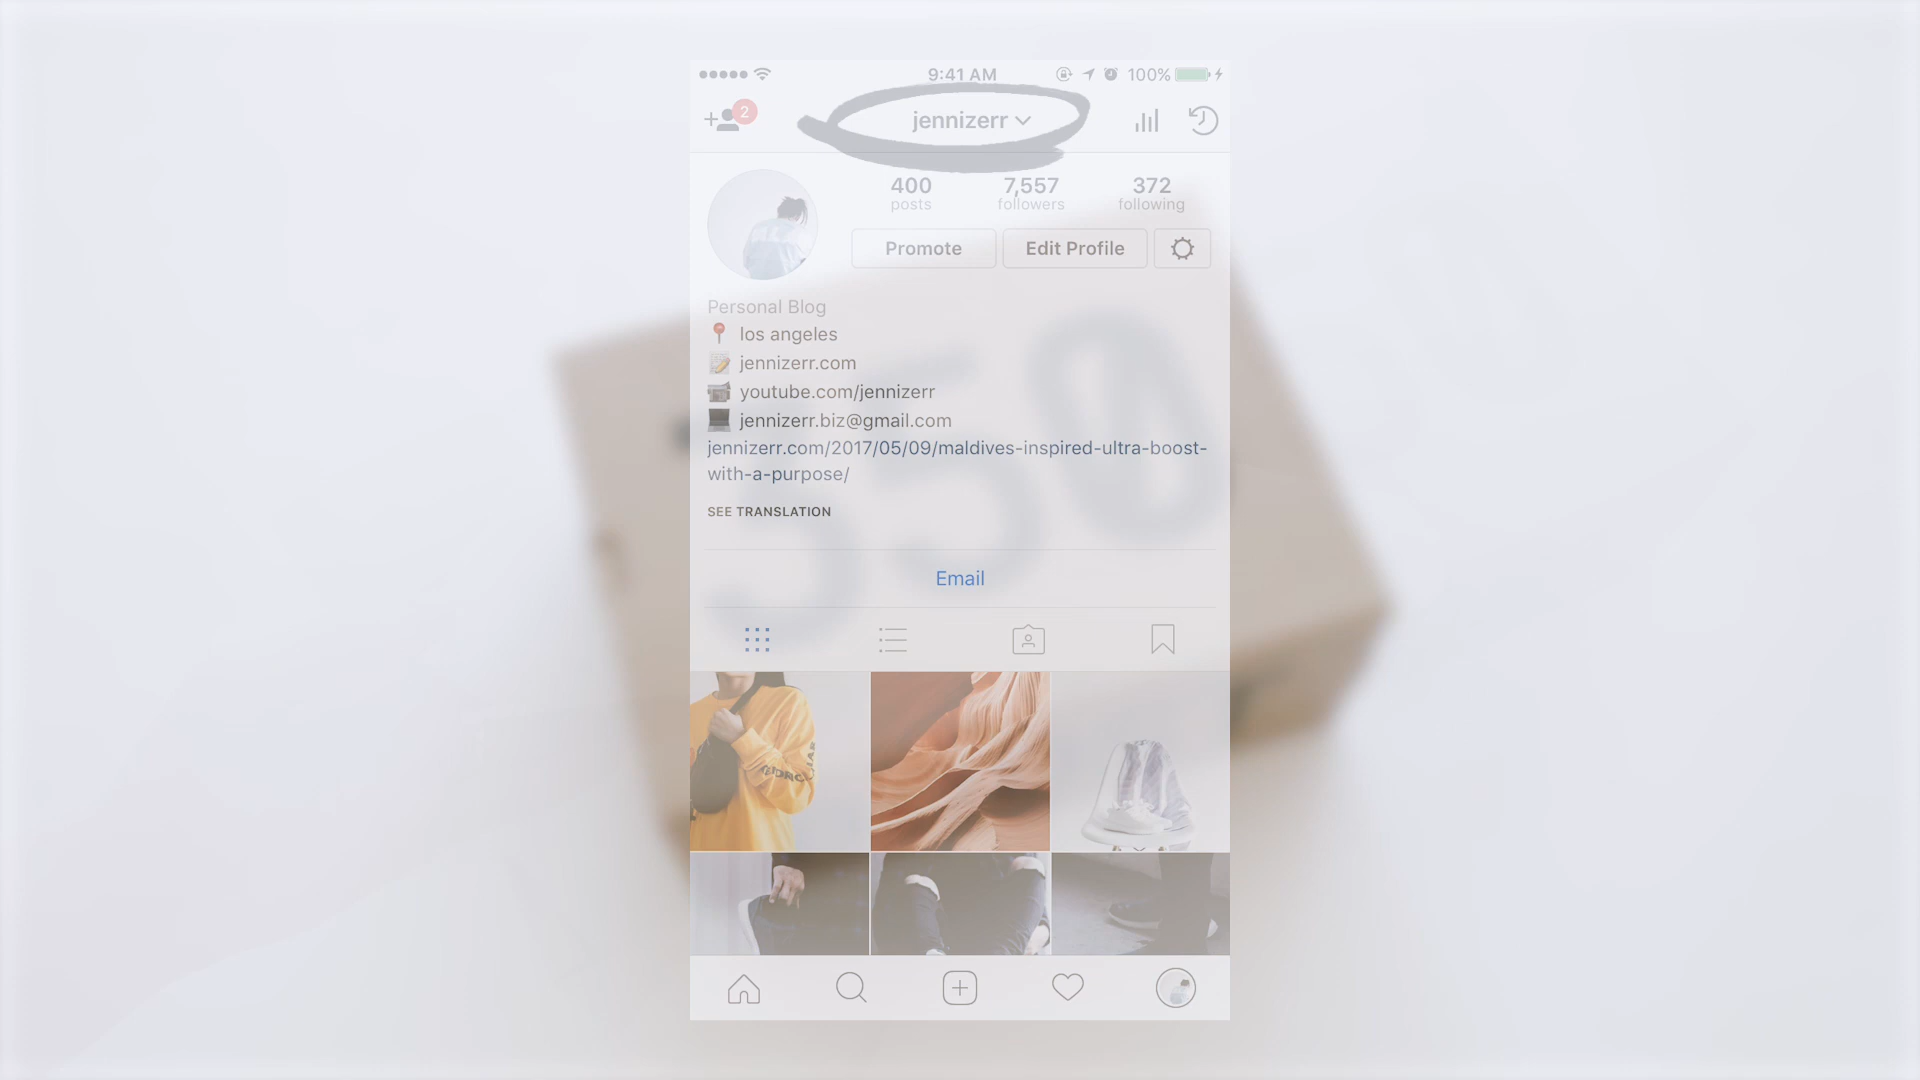 9:41 AM 100%
2
jennizerr
400 7,557 372
posts followers following
Promote Edit Profile
Personal Blog
los angeles
jennizerr.com
youtube.com/jennizerr
jennizerr.biz@gmail.com
jennizerr.com/2017/05/09/maldives-inspired-ultra-boost-
with-a-purpose/
SEE TRANSLATION
350
Email